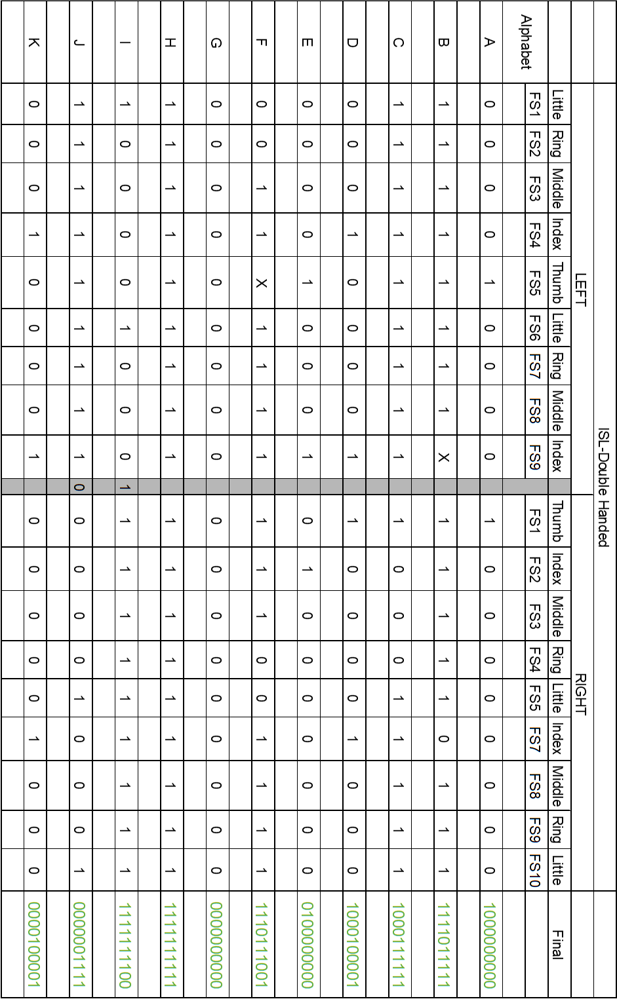 ISL-Double Handed
LEFT RIGHT
Little Ring Middle Index Thumb Little Ring Middle Index Thumb Index Middle Ring Little Index Middle Ring Little Final
Alphabet FS1 FS2 FS3 FS4 FS5 FS6 FS7 FS8 FS9 FS1 FS2 FS3 FS4 FS5 FS7 FS8 FS9 FS10
A 0 0 0 0 1 0 0 0 0 1 0 0 0 0 0 0 0 0 10000000000
B 1 1 1 1 1 1 1 1 X 1 1 1 1 1 0 1 1 1 11110111111
C 1 1 1 1 1 1 1 1 1 1 0 0 0 1 1 1 1 1 10001111111
D 0 0 0 1 0 0 0 0 1 1 0 0 0 0 1 0 0 0 10001000001
E 0 0 0 0 1 0 0 0 1 0 1 0 0 0 0 0 0 0 01000000000
F 0 0 1 1 X 1 1 1 1 1 1 1 0 0 1 1 1 1 11101111001
G 0 0 0 0 0 0 0 0 0 0 0 0 0 0 0 0 0 0 00000000000
H 1 1 1 1 1 1 1 1 1 1 1 1 1 1 1 1 1 1 11111111111
I 1 0 0 0 0 1 0 0 0 1 1 1 1 1 1 1 1 1 1 11111111100
J 1 1 1 1 1 1 1 1 1 0 0 0 0 0 1 0 0 0 1 00000001111
K 0 0 0 1 0 0 0 0 1 0 0 0 0 0 1 0 0 0 00001000001